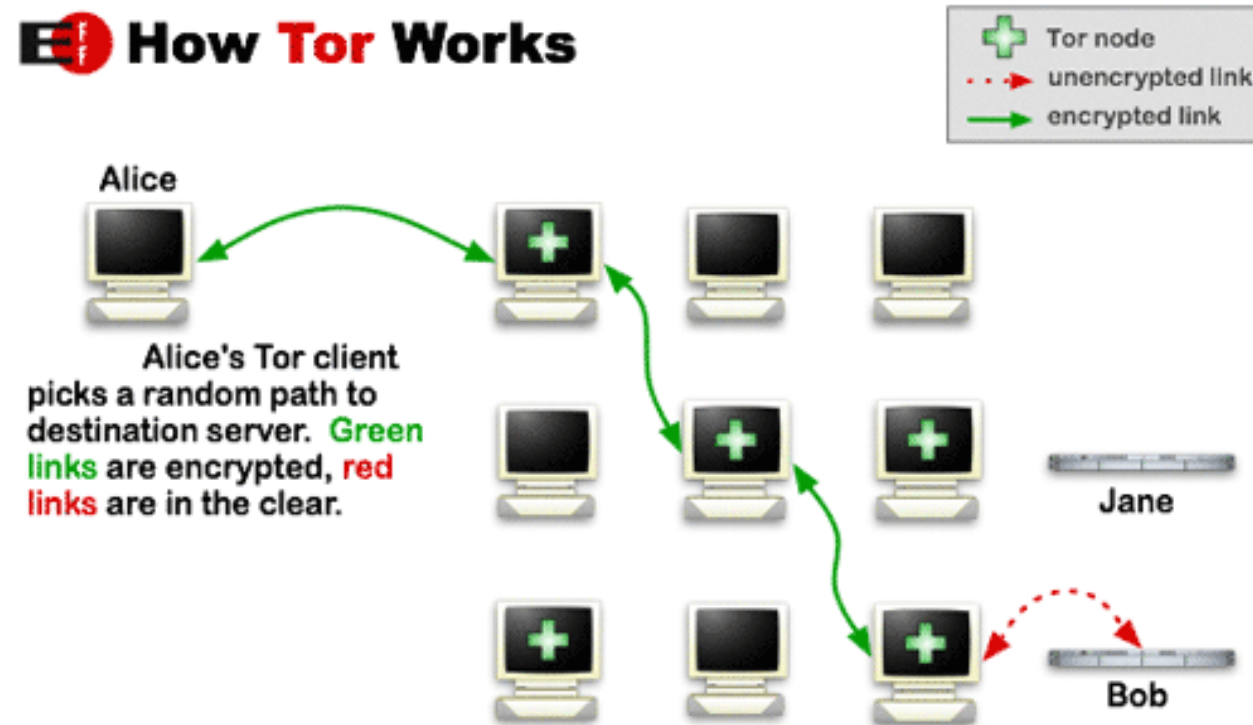 EFF How Tor Works
Tor node
unencrypted link
encrypted link
Alice
Alice's Tor client
picks a random path to
destination server. Green
links are encrypted, red
links are in the clear.
Jane
Bob